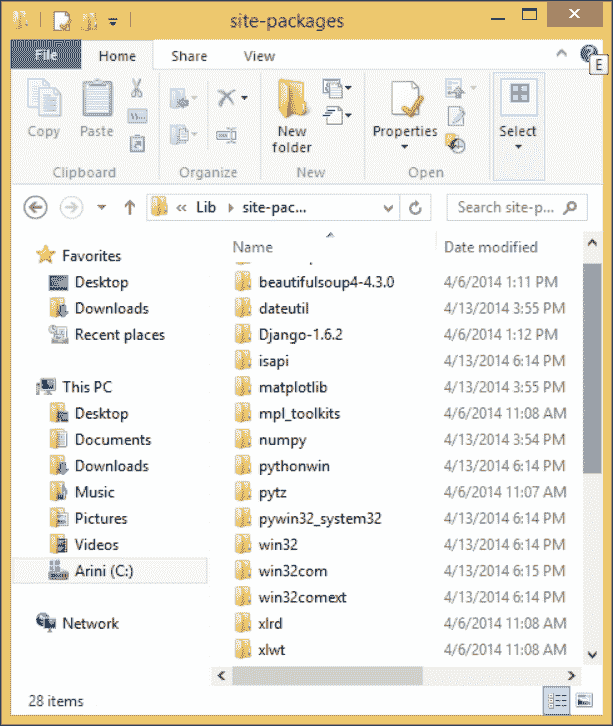 site-packages
File Home Share View
E
Copy Paste New folder Properties Select
Clipboard Organize New Open
« Lib site-pac... Search site-p...
Name Date modified
Favorites
Desktop
Downloads
Recent places
This PC
Desktop
Documents
Downloads
Music
Pictures
Videos
Arini (C:)
Network
beautifulsoup4-4.3.0 4/6/2014 1:11 PM
dateutil 4/13/2014 3:55 PM
Django-1.6.2 4/6/2014 1:12 PM
isapi 4/13/2014 6:14 PM
matplotlib 4/13/2014 3:55 PM
mpl_toolkits 4/6/2014 11:08 AM
numpy 4/13/2014 3:54 PM
pythonwin 4/13/2014 6:14 PM
pytz 4/6/2014 11:07 AM
pywin32_system32 4/13/2014 6:14 PM
win32 4/13/2014 6:14 PM
win32com 4/13/2014 6:15 PM
win32comext 4/13/2014 6:14 PM
xlrd 4/6/2014 11:08 AM
xlwt 4/6/2014 11:08 AM
28 items